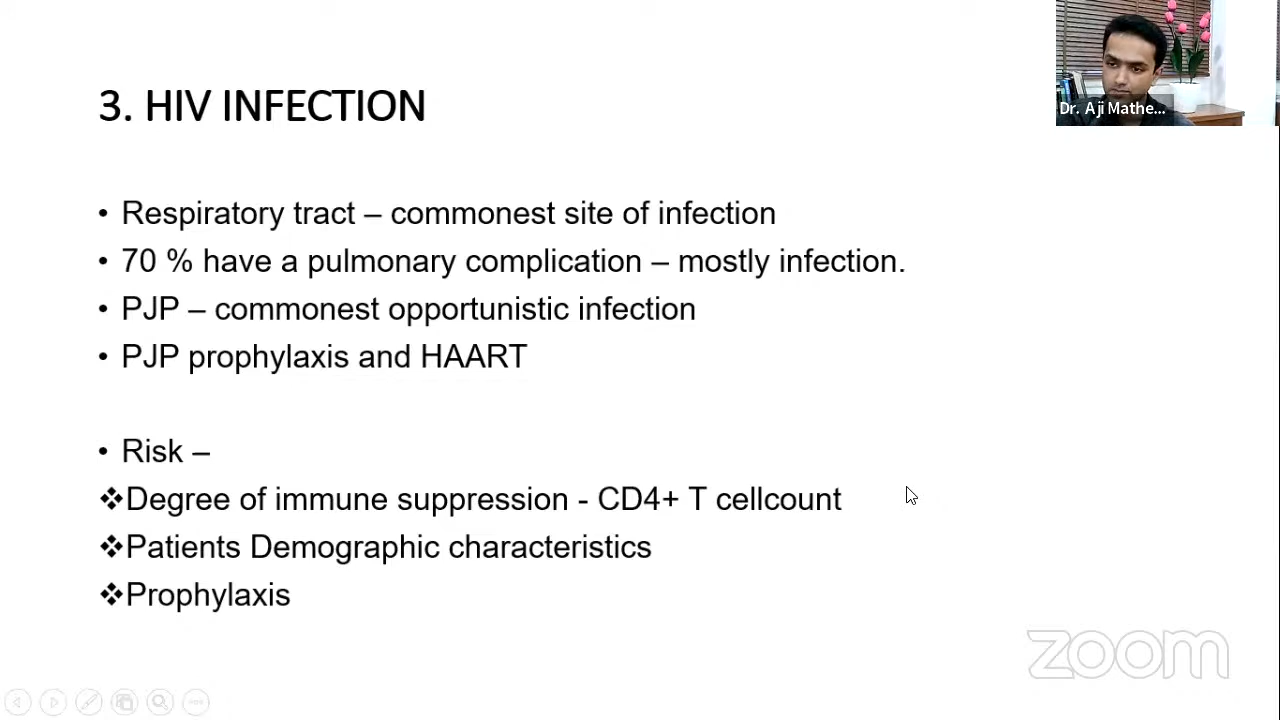 3. HIV INFECTION
Dr. Aji Mathe...
• Respiratory tract – commonest site of infection
• 70 % have a pulmonary complication – mostly infection.
• PJP – commonest opportunistic infection
• PJP prophylaxis and HAART
• Risk –
❖Degree of immune suppression - CD4+ T cellcount
❖Patients Demographic characteristics
❖Prophylaxis
zoom